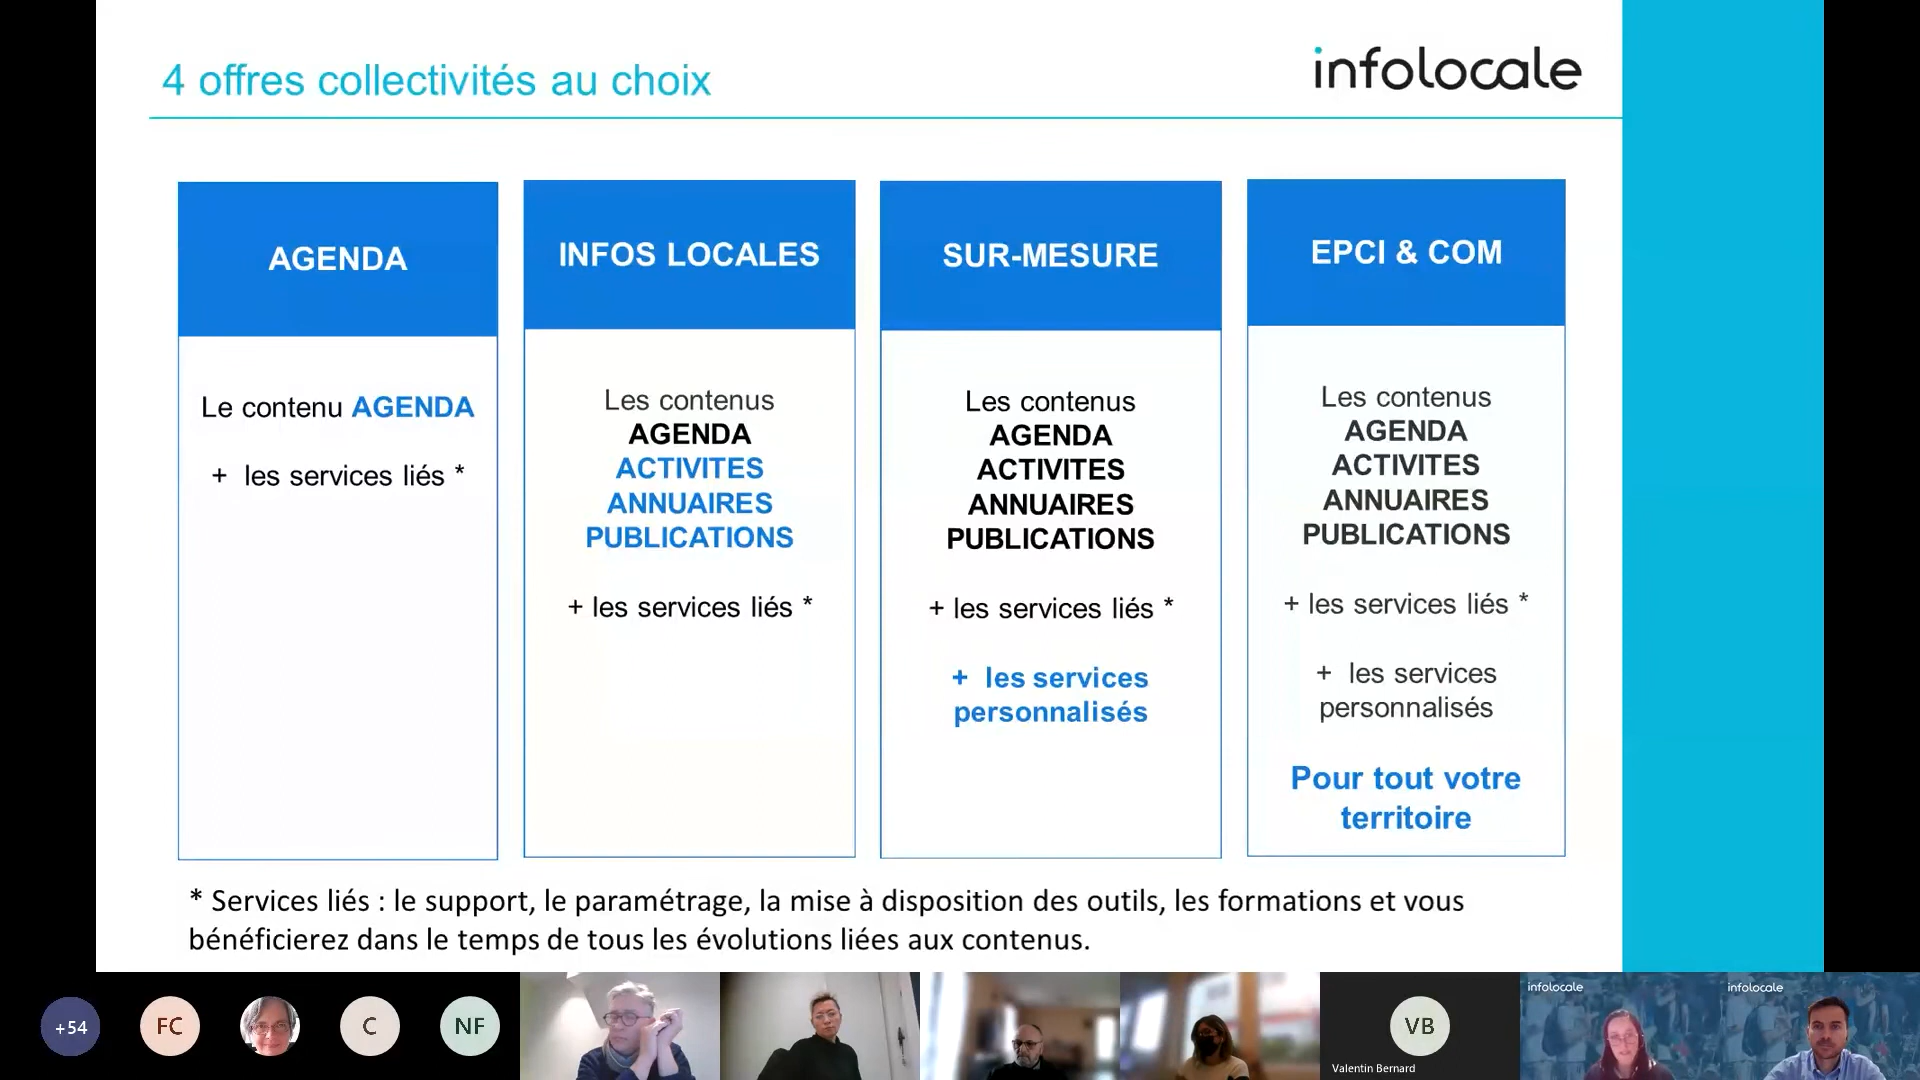 4 offres collectivités au choix
infolocale
AGENDA
Le contenu AGENDA
+ les services liés *
INFOS LOCALES
Les contenus
AGENDA
ACTIVITES
ANNUAIRES
PUBLICATIONS
+ les services liés *
SUR-MESURE
Les contenus
AGENDA
ACTIVITES
ANNUAIRES
PUBLICATIONS
+ les services liés *
+ les services
personnalisés
EPCI & COM
Les contenus
AGENDA
ACTIVITES
ANNUAIRES
PUBLICATIONS
+ les services liés *
+ les services
personnalisés
Pour tout votre
territoire
* Services liés : le support, le paramétrage, la mise à disposition des outils, les formations et vous
bénéficierez dans le temps de tous les évolutions liées aux contenus.
+54
FC
C
NF
VB
Valentin Bernard
infolocale
infolocale